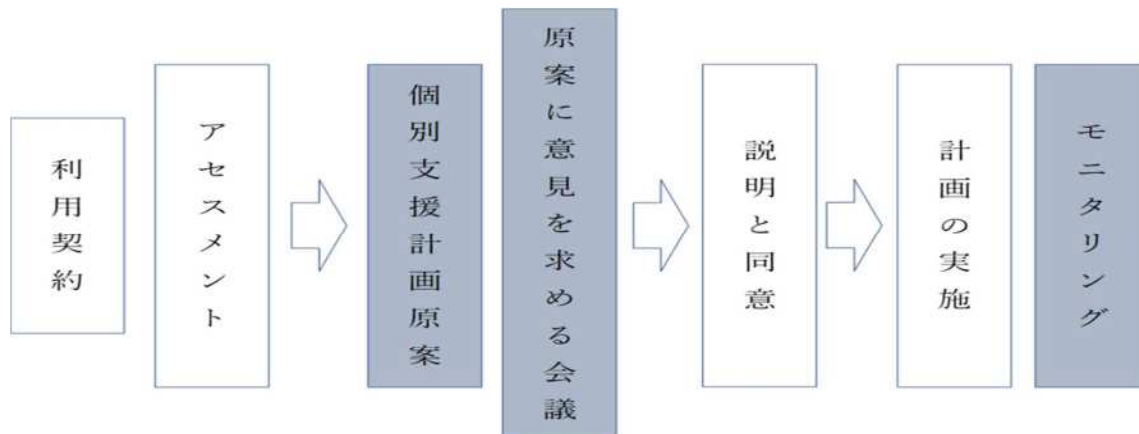 利用契約
アセスメント
個別支援計画原案
原案に意見を求める会議
説明と同意
計画の実施
モニタリング